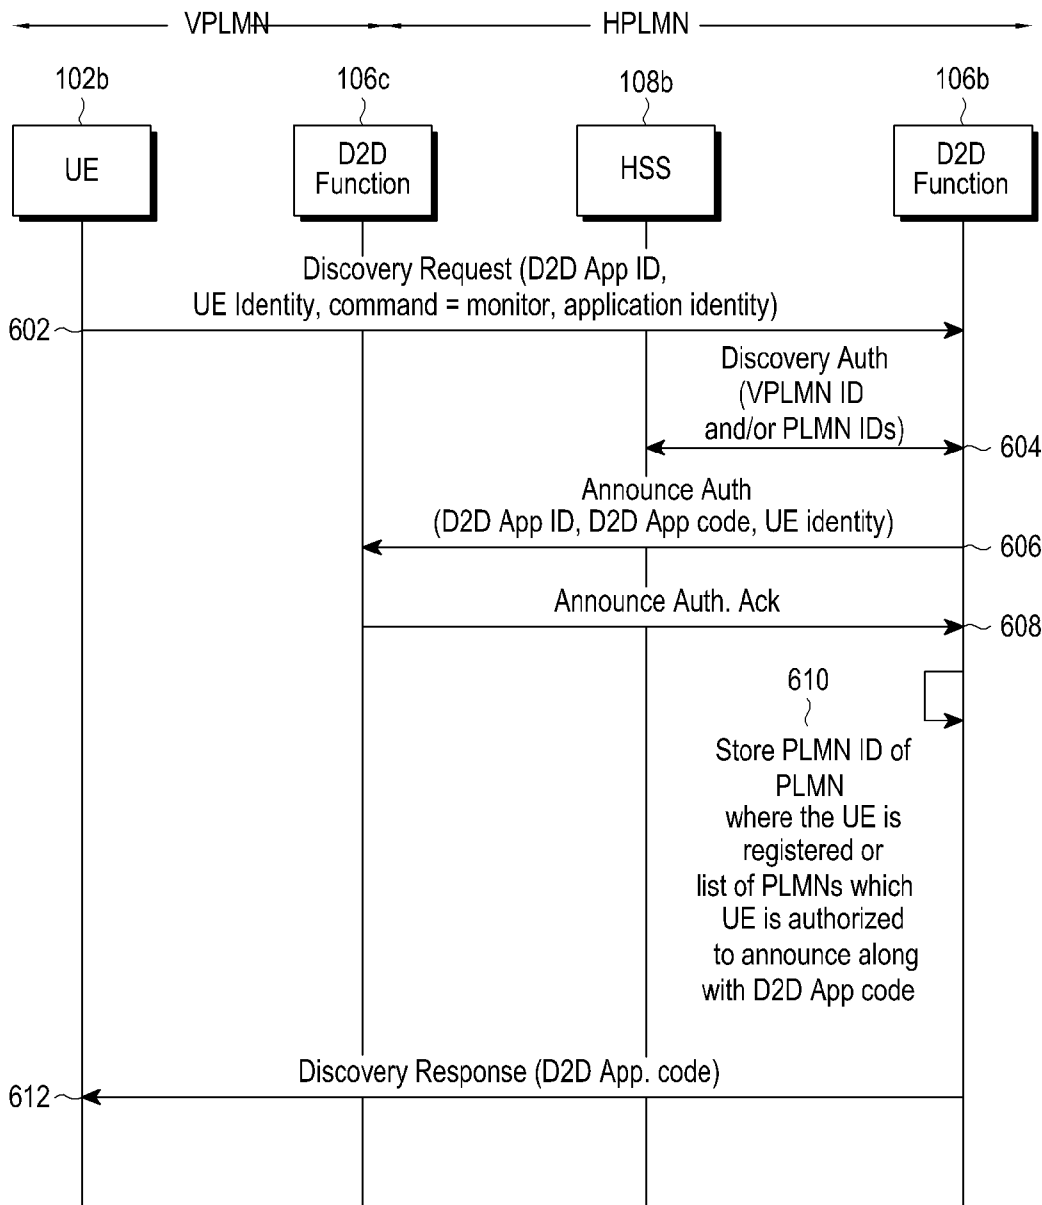 VPLMN
HPLMN
102b
106c
108b
106b
UE
D2D
Function
HSS
D2D
Function
Discovery Request (D2D App ID,
UE Identity, command = monitor, application identity)
602
Discovery Auth
(VPLMN ID
and/or PLMN IDs)
604
Announce Auth
(D2D App ID, D2D App code, UE identity)
606
Announce Auth. Ack
608
610
Store PLMN ID of
PLMN
where the UE is
registered or
list of PLMNs which
UE is authorized
to announce along
with D2D App code
Discovery Response (D2D App. code)
612